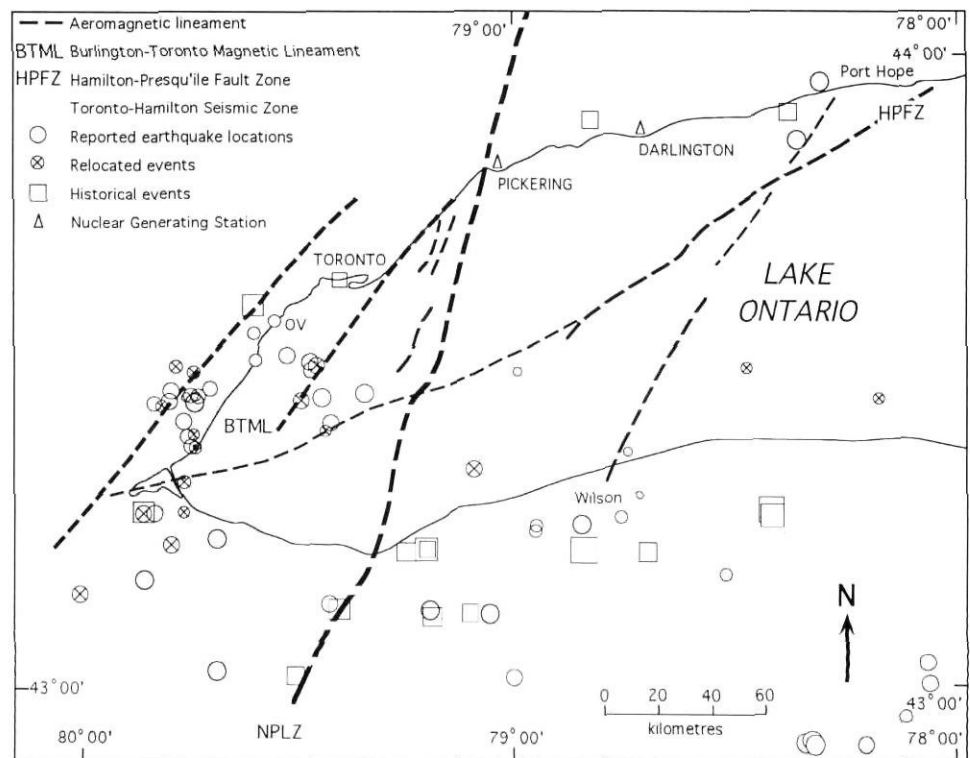 Aeromagnetic lineament
BTML Burlington-Toronto Magnetic Lineament
HPFZ Hamilton-Presqu'ile Fault Zone
Toronto-Hamilton Seismic Zone
Reported earthquake locations
Relocated events
Historical events
Nuclear Generating Station
79°00'
78°00'
44°00'
Port Hope
HPFZ
DARLINGTON
PICKERING
TORONTO
OV
LAKE
ONTARIO
BTML
Wilson
N
43°00'
0 20 40 60
kilometres
43°00'
NPLZ
80°00'
79°00'
78°00'